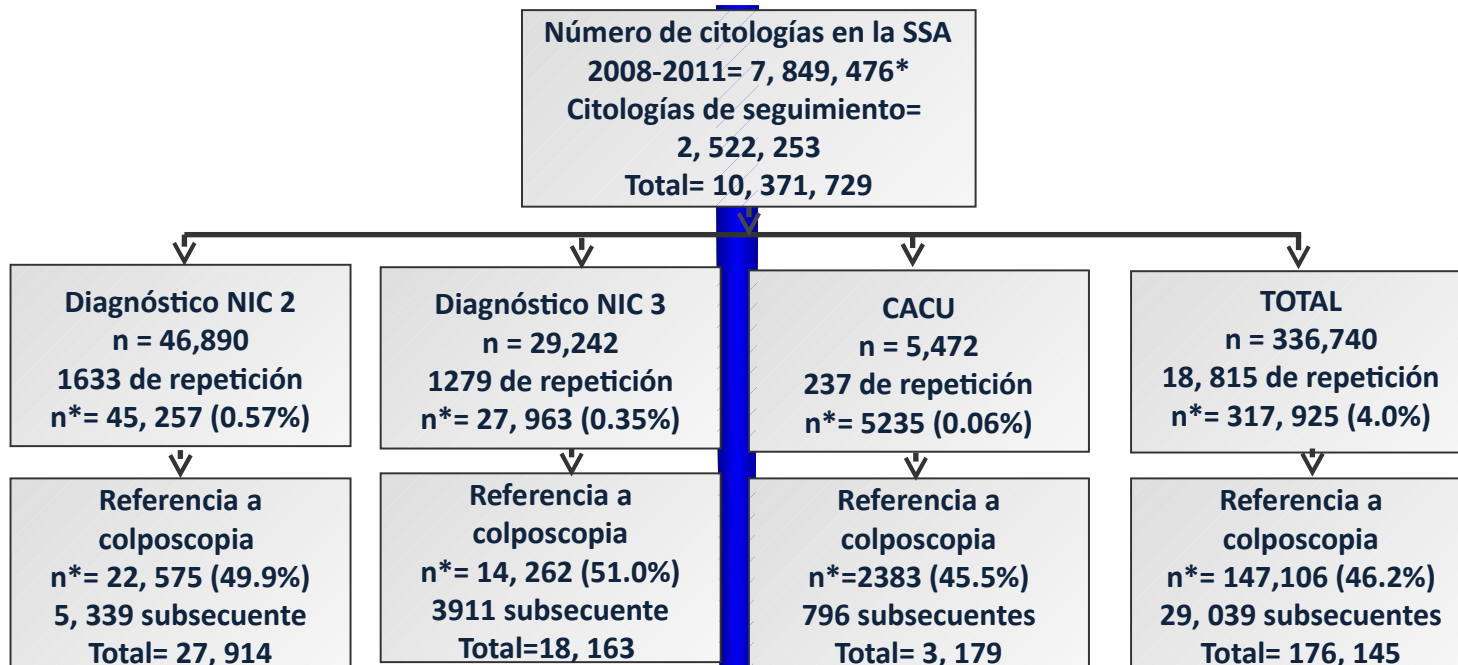 Número de citologías en la SSA
2008-2011= 7, 849, 476*
Citologías de seguimiento=
2, 522, 253
Total= 10, 371, 729
Diagnóstico NIC 2
n = 46,890
1633 de repetición
n*= 45, 257 (0.57%)
Diagnóstico NIC 3
n = 29,242
1279 de repetición
n*= 27, 963 (0.35%)
CACU
n = 5,472
237 de repetición
n*= 5235 (0.06%)
TOTAL
n = 336,740
18, 815 de repetición
n*= 317, 925 (4.0%)
Referencia a
colposcopia
n*= 22, 575 (49.9%)
5, 339 subsecuente
Total= 27, 914
Referencia a
colposcopia
n*= 14, 262 (51.0%)
3911 subsecuente
Total=18, 163
Referencia a
colposcopia
n*=2383 (45.5%)
796 subsecuentes
Total= 3, 179
Referencia a
colposcopia
n*= 147,106 (46.2%)
29, 039 subsecuentes
Total= 176, 145